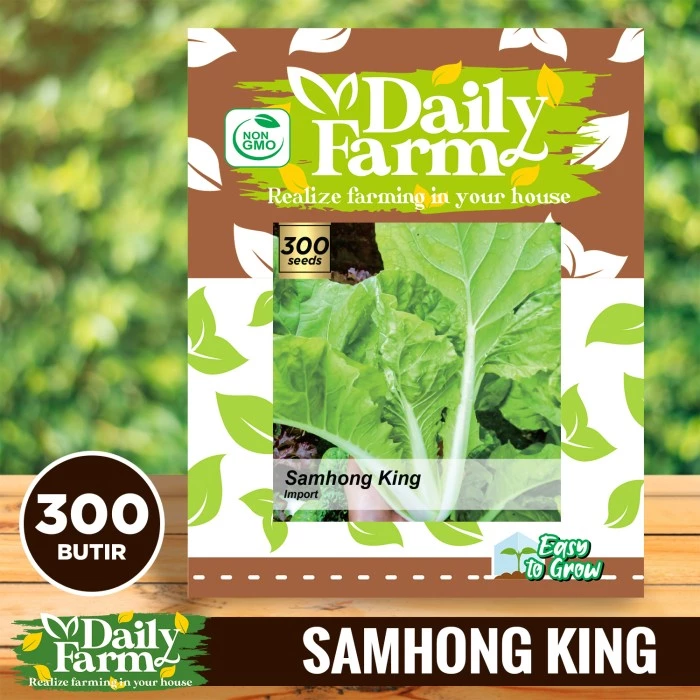 Daily
Farm
NON
GMO
Realize farming in your house
300
seeds
Samhong King
Import
Easy
to Grow
300
BUTIR
Daily
Farm
Realize farming in your house
SAMHONG KING